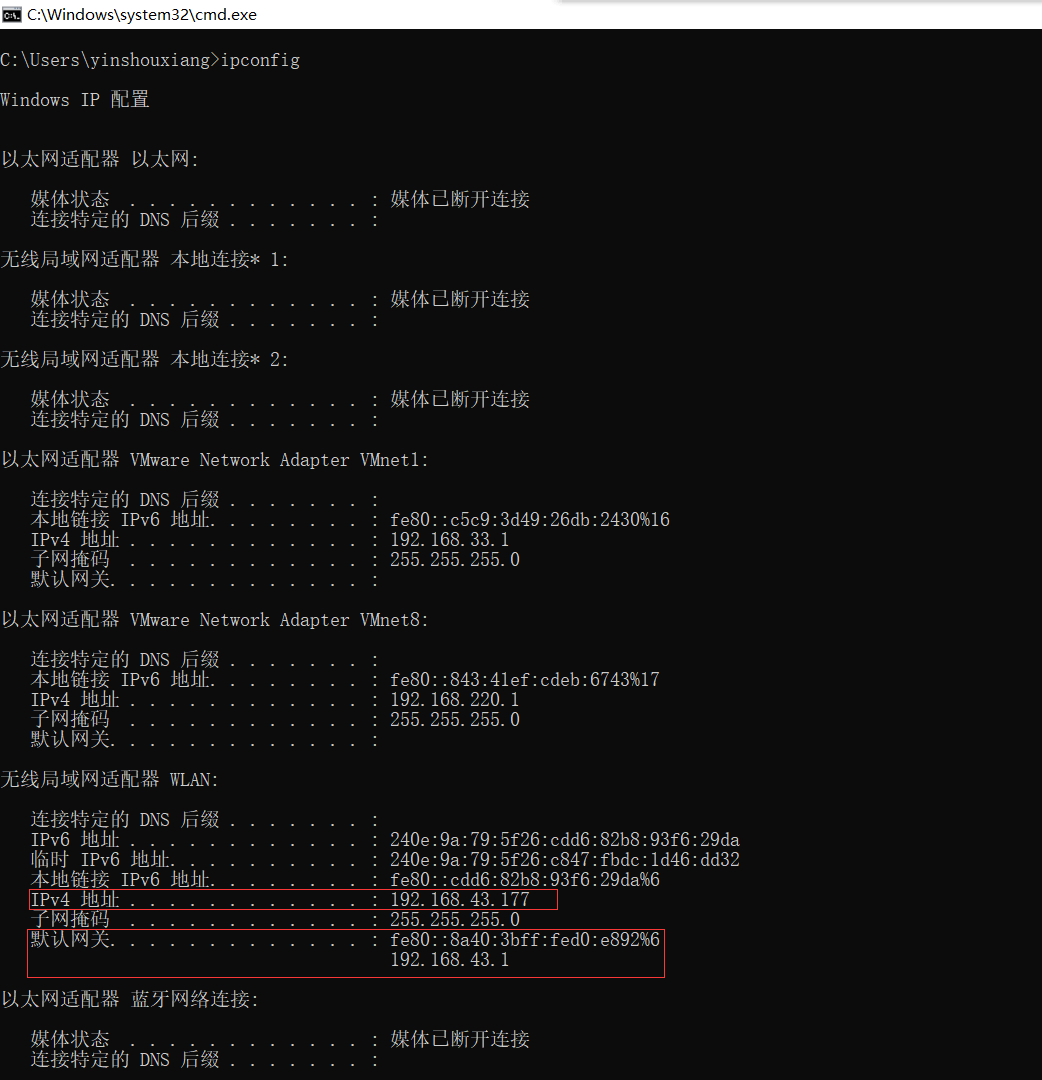 C:\Windows\system32\cmd.exe
C:\Users\yinshouxiang>ipconfig
Windows IP 配置
以太网适配器 以太网:
媒体状态 . . . . . . . . . . . . : 媒体已断开连接
连接特定的 DNS 后缀 . . . . . . . :
无线局域网适配器 本地连接* 1:
媒体状态 . . . . . . . . . . . . : 媒体已断开连接
连接特定的 DNS 后缀 . . . . . . . :
无线局域网适配器 本地连接* 2:
媒体状态 . . . . . . . . . . . . : 媒体已断开连接
连接特定的 DNS 后缀 . . . . . . . :
以太网适配器 VMware Network Adapter VMnet1:
连接特定的 DNS 后缀 . . . . . . . :
本地链接 IPv6 地址. . . . . . . . : fe80::c5c9:3d49:26db:2430%16
IPv4 地址 . . . . . . . . . . . . : 192.168.33.1
子网掩码 . . . . . . . . . . . . : 255.255.255.0
默认网关. . . . . . . . . . . . . :
以太网适配器 VMware Network Adapter VMnet8:
连接特定的 DNS 后缀 . . . . . . . :
本地链接 IPv6 地址. . . . . . . . : fe80::843:41ef:cdeb:6743%17
IPv4 地址 . . . . . . . . . . . . : 192.168.220.1
子网掩码 . . . . . . . . . . . . : 255.255.255.0
默认网关. . . . . . . . . . . . . :
无线局域网适配器 WLAN:
连接特定的 DNS 后缀 . . . . . . . :
IPv6 地址 . . . . . . . . . . . . : 240e:9a:79:5f26:cdd6:82b8:93f6:29da
临时 IPv6 地址. . . . . . . . . . : 240e:9a:79:5f26:c847:fbdc:1d46:dd32
本地链接 IPv6 地址. . . . . . . . : fe80::cdd6:82b8:93f6:29da%6
IPv4 地址 . . . . . . . . . . . . : 192.168.43.177
子网掩码 . . . . . . . . . . . . : 255.255.255.0
默认网关. . . . . . . . . . . . . : fe80::8a40:3bff:fed0:e892%6
192.168.43.1
以太网适配器 蓝牙网络连接:
媒体状态 . . . . . . . . . . . . : 媒体已断开连接
连接特定的 DNS 后缀 . . . . . . . :